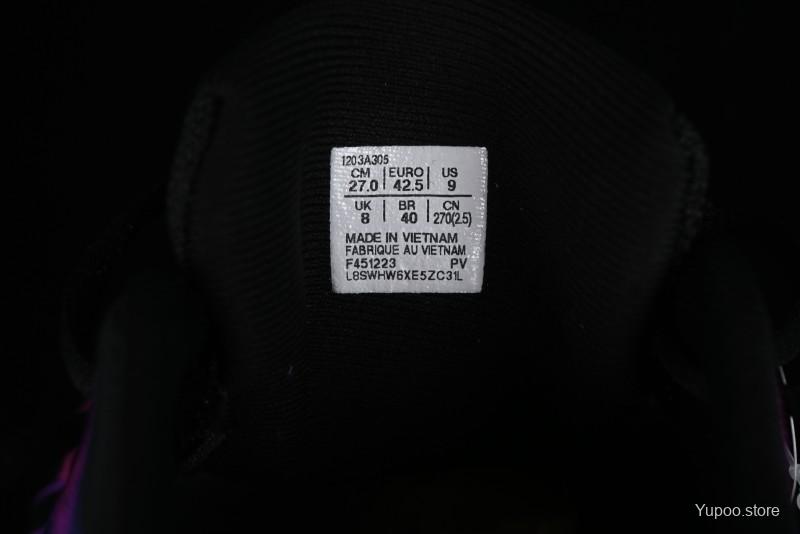 1203A305
CM EURO US
27.0 42.5 9
UK BR CN
8 40 270(2.5)
MADE IN VIETNAM
FABRIQUE AU VIETNAM
F451223 PV
L8SWHW6XE5ZC31L
Yupoo.store